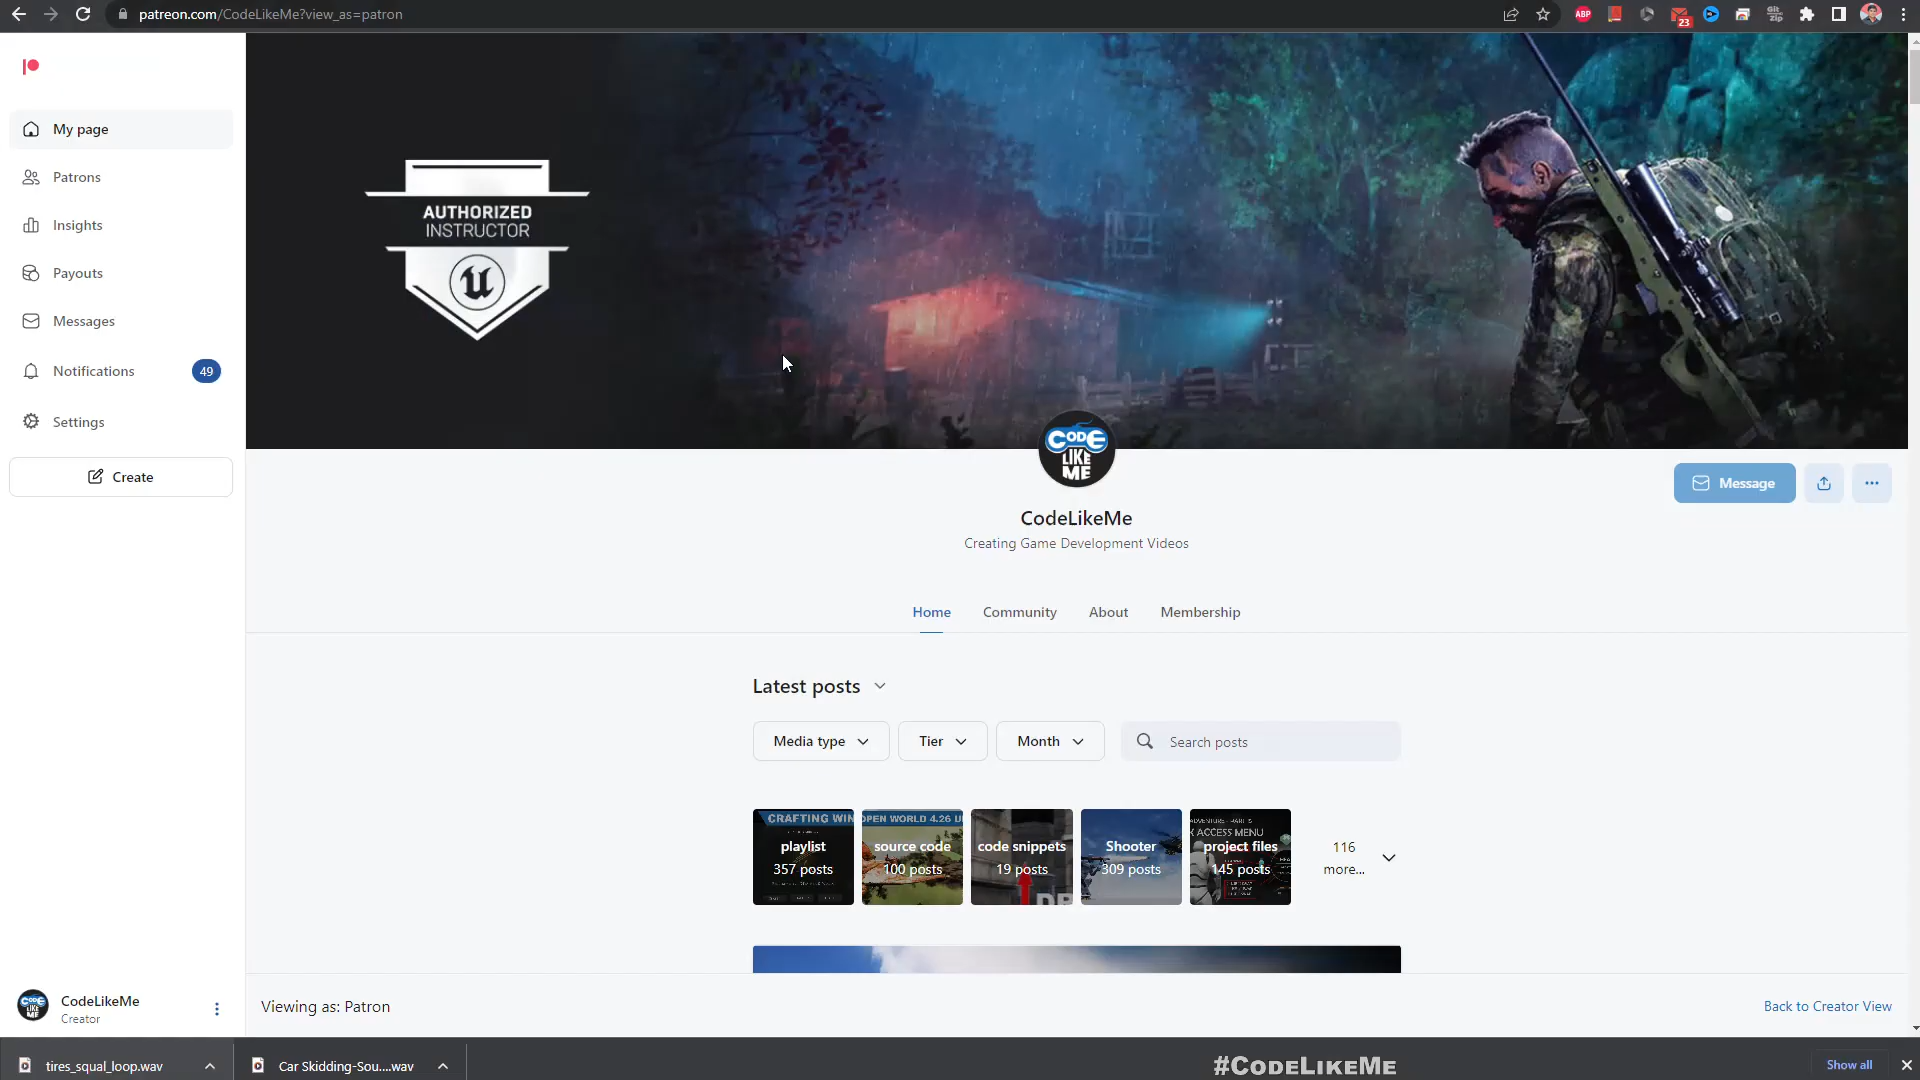 patreon.com/CodeLikeMe?view_as=patron
ABP
23
Git
zip
My page
Patrons
Insights
Payouts
Messages
Notifications
49
Settings
Create
AUTHORIZED
INSTRUCTOR
CODE
LIKE
ME
CodeLikeMe
Creating Game Development Videos
Message
Home
Community
About
Membership
Latest posts
Media type
Tier
Month
Search posts
CRAFTING WIN
playlist
357 posts
OPEN WORLD 4.26 U
source code
100 posts
code snippets
19 posts
Shooter
309 posts
ACCESS MENU
project files
145 posts
116
more...
CodeLikeMe
Creator
Viewing as: Patron
Back to Creator View
tires_squal_loop.wav
Car Skidding-Sou....wav
#CodeLikeMe
Show all